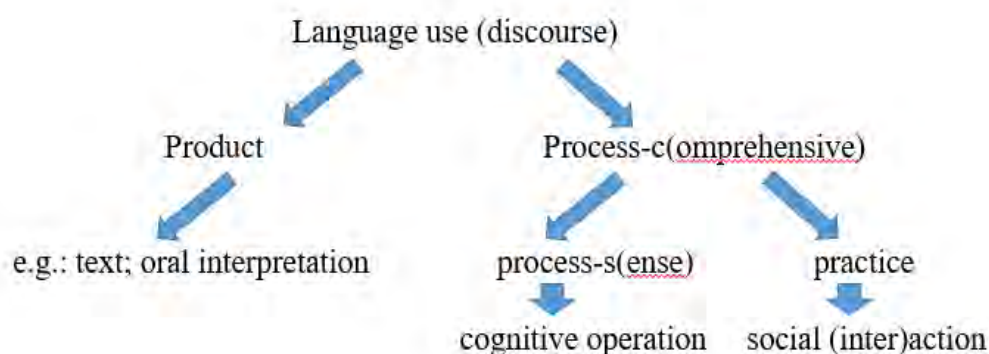 Language use (discourse)
Product Process-c(omprehensive)
e.g.: text; oral interpretation process-s(ense) practice
cognitive operation social (inter)action